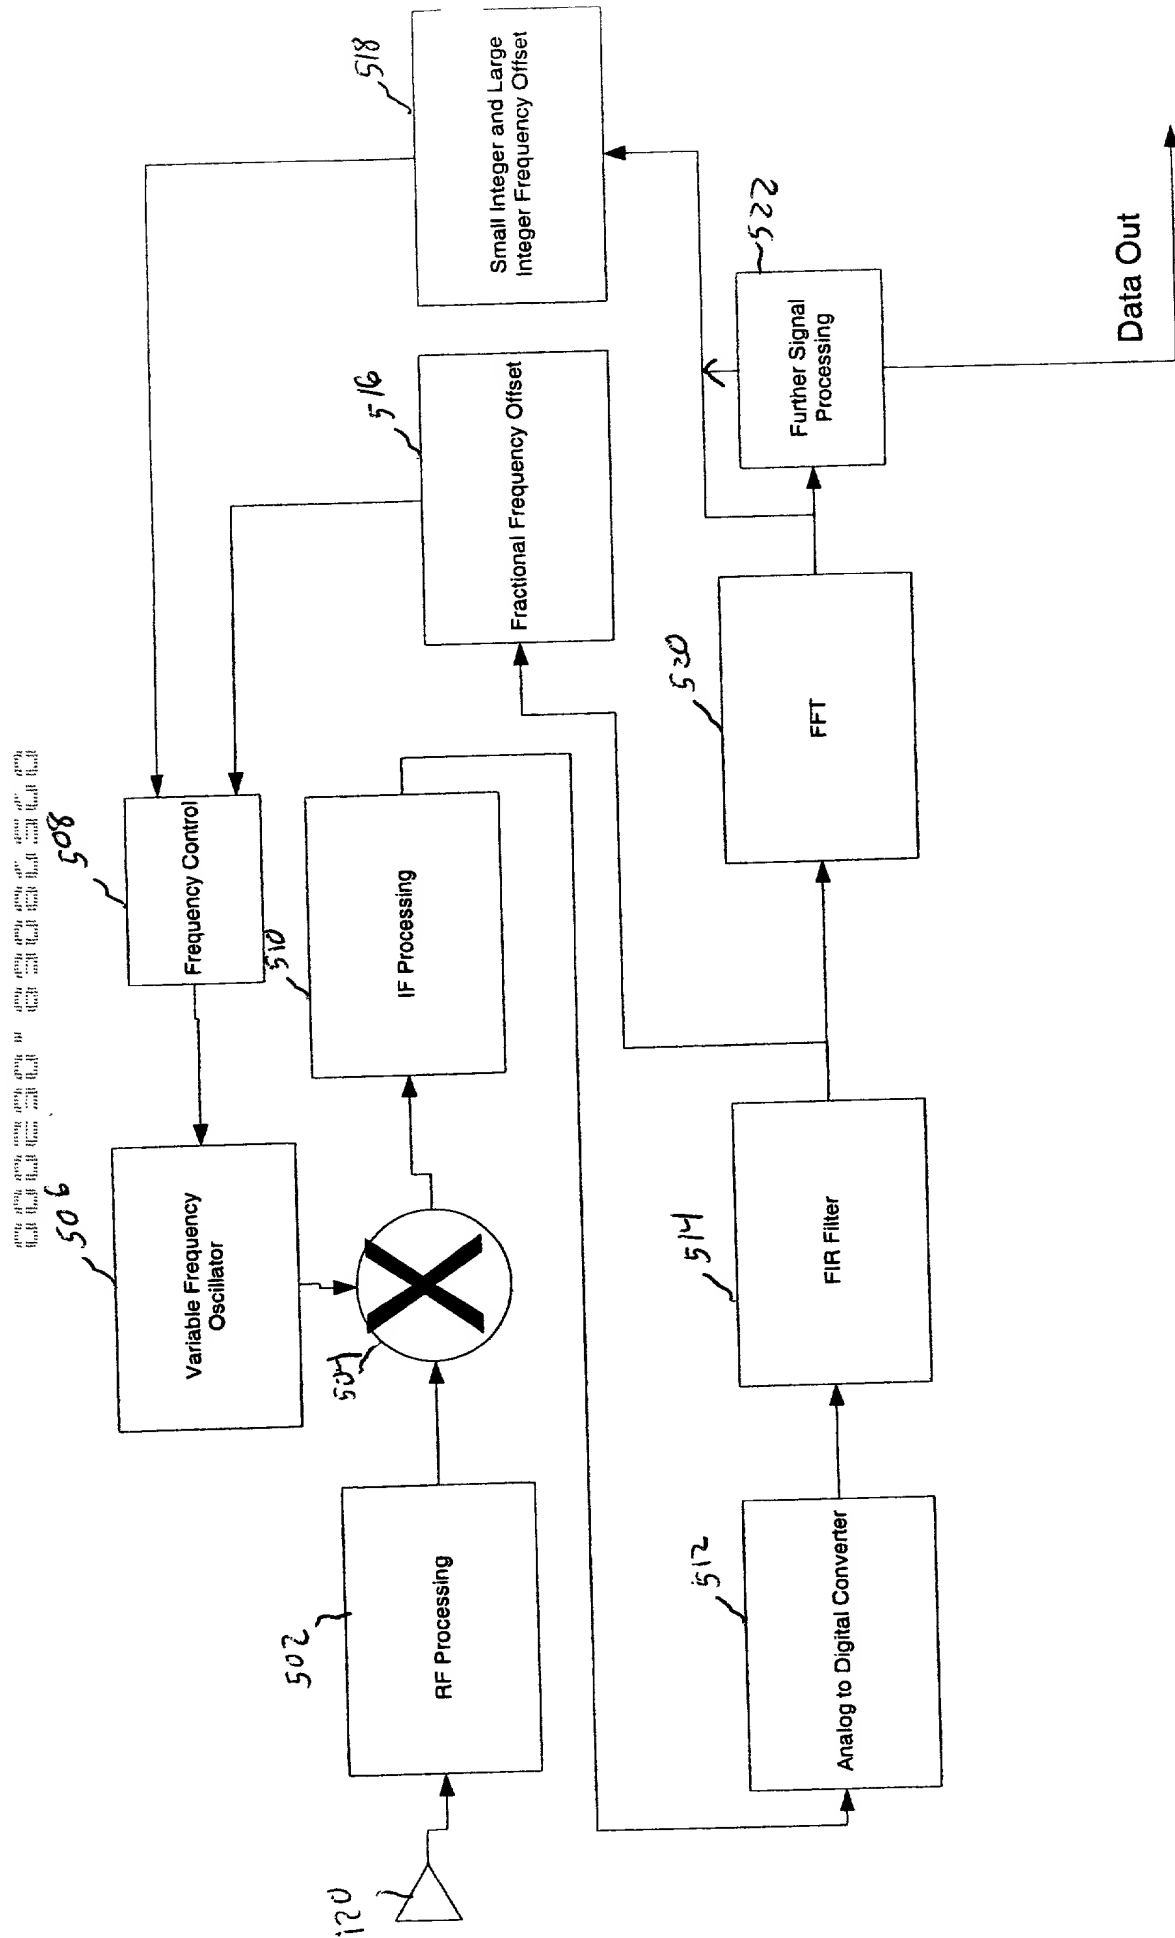 508
Frequency Control
518
Small Integer and Large
Integer Frequency Offset
506
Variable Frequency
Oscillator
510
IF Processing
516
Fractional Frequency Offset
504
502
RF Processing
120
512
Analog to Digital Converter
514
FIR Filter
520
FFT
522
Further Signal
Processing
Data Out